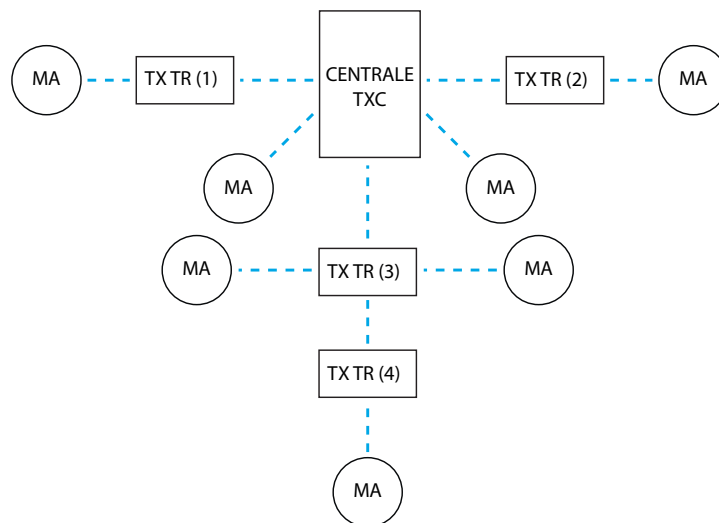 MA
TX TR (1)
CENTRALE
TXC
TX TR (2)
MA
MA
MA
MA
TX TR (3)
MA
TX TR (4)
MA